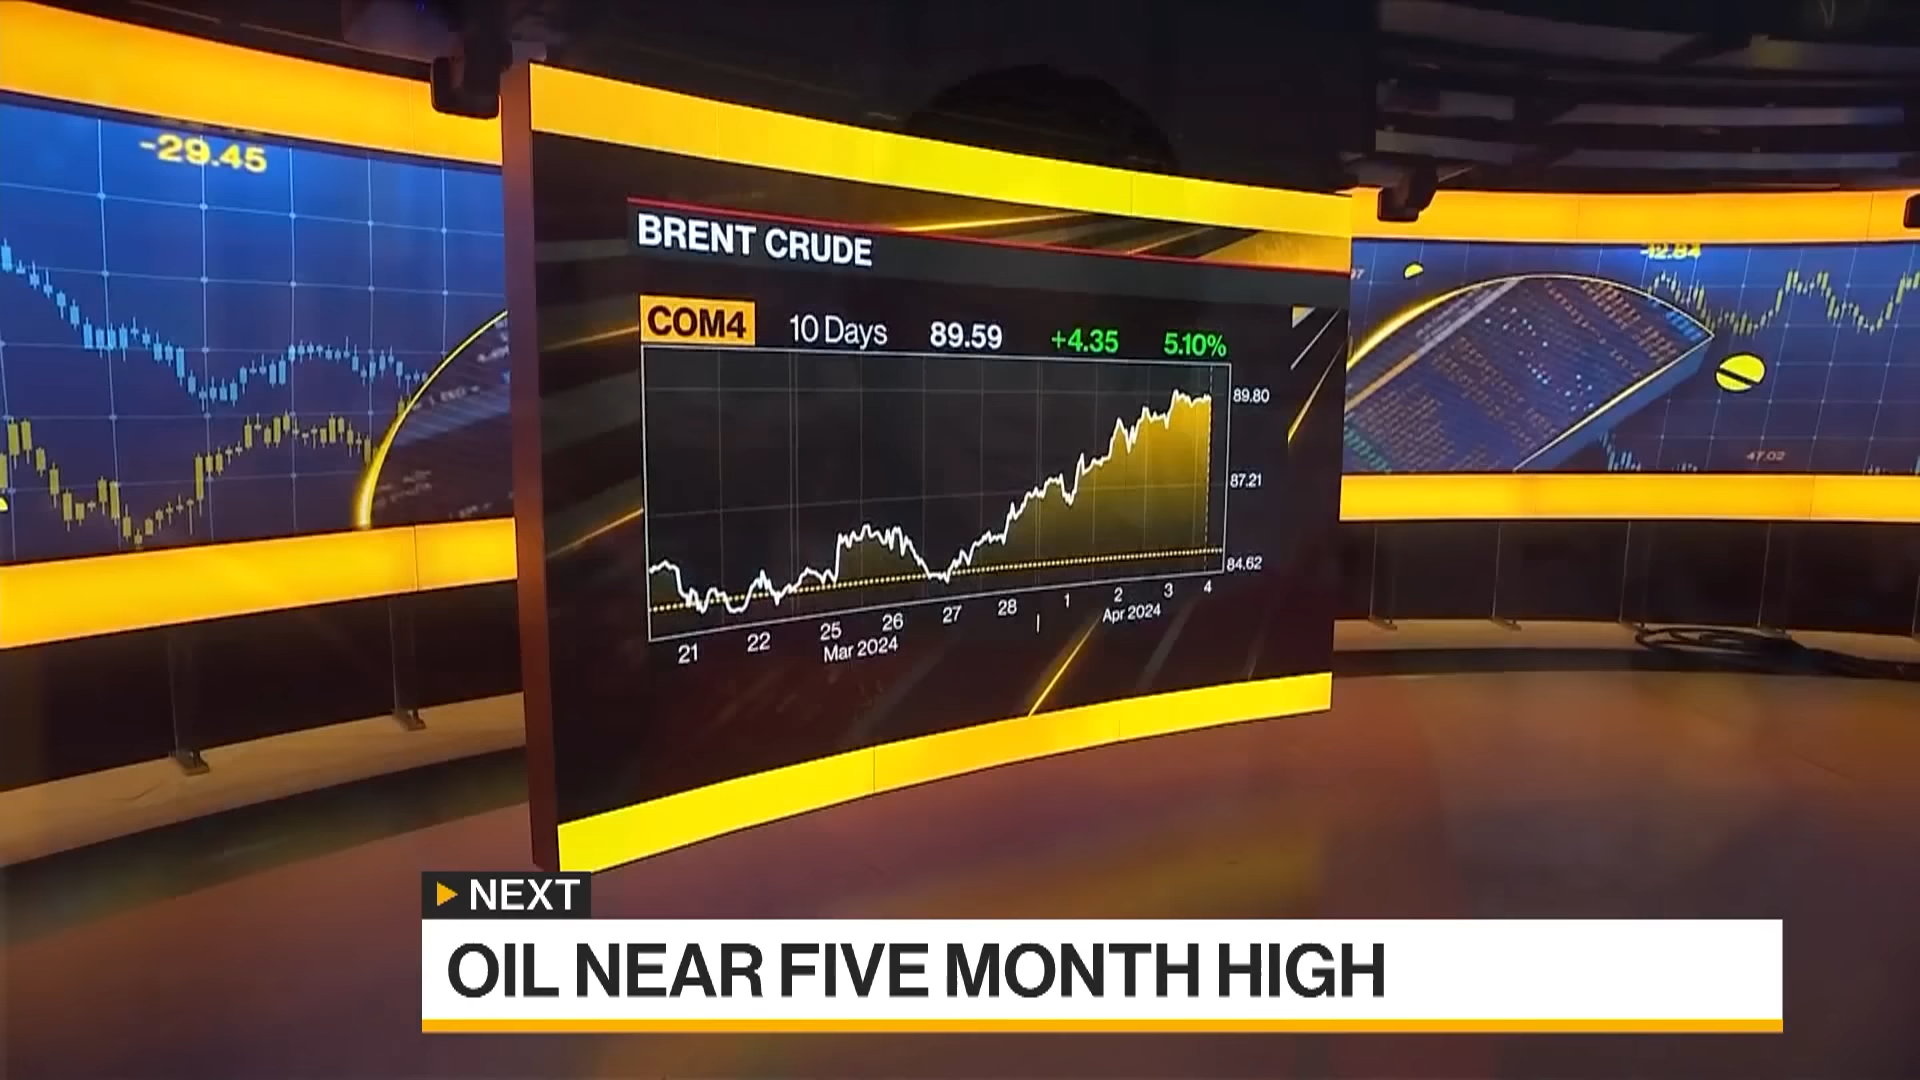 -29.45
BRENT CRUDE
COM4 10 Days 89.59 +4.35 5.10%
89.80
87.21
84.62
21 22 25 26 27 28 1 2 3 4
Mar 2024 Apr 2024
-12.84
47.02
NEXT
OIL NEAR FIVE MONTH HIGH